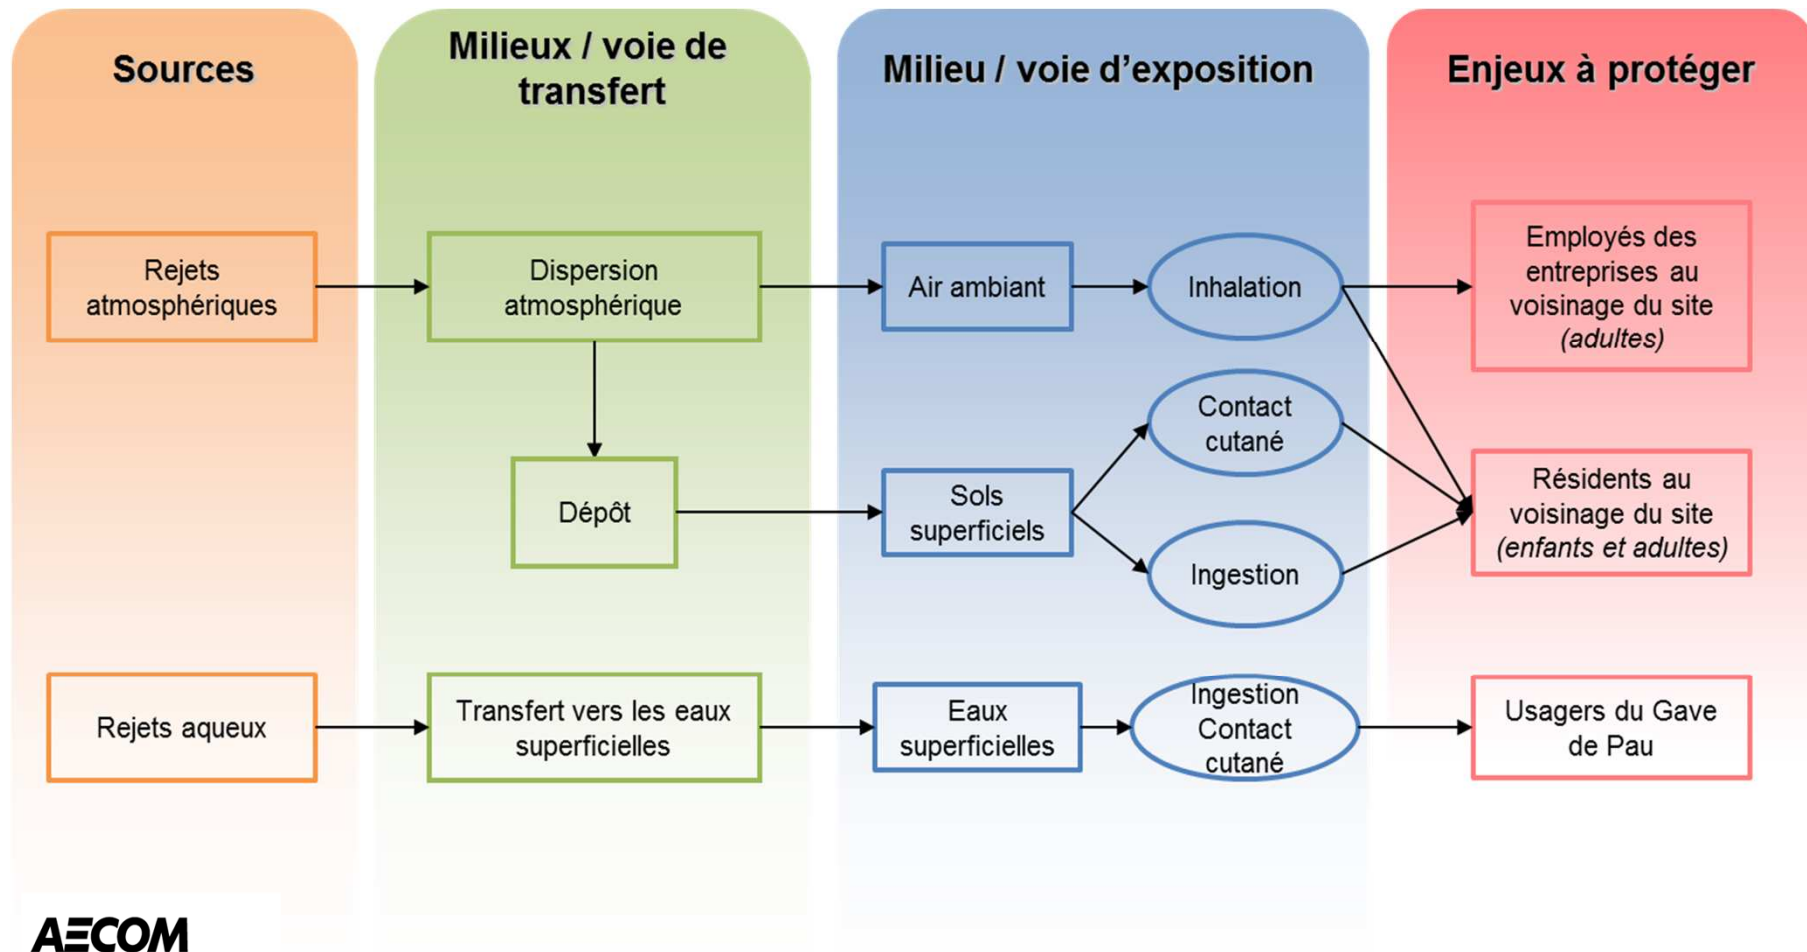 Sources
Milieux / voie de
transfert
Milieu / voie d’exposition
Enjeux à protéger
Rejets
atmosphériques
Dispersion
atmosphérique
Air ambiant
Inhalation
Employés des
entreprises au
voisinage du site
(adultes)
Contact
cutané
Dépôt
Sols
superficiels
Ingestion
Résidents au
voisinage du site
(enfants et adultes)
Rejets aqueux
Transfert vers les eaux
superficielles
Eaux
superficielles
Ingestion
Contact
cutané
Usagers du Gave
de Pau
AECOM